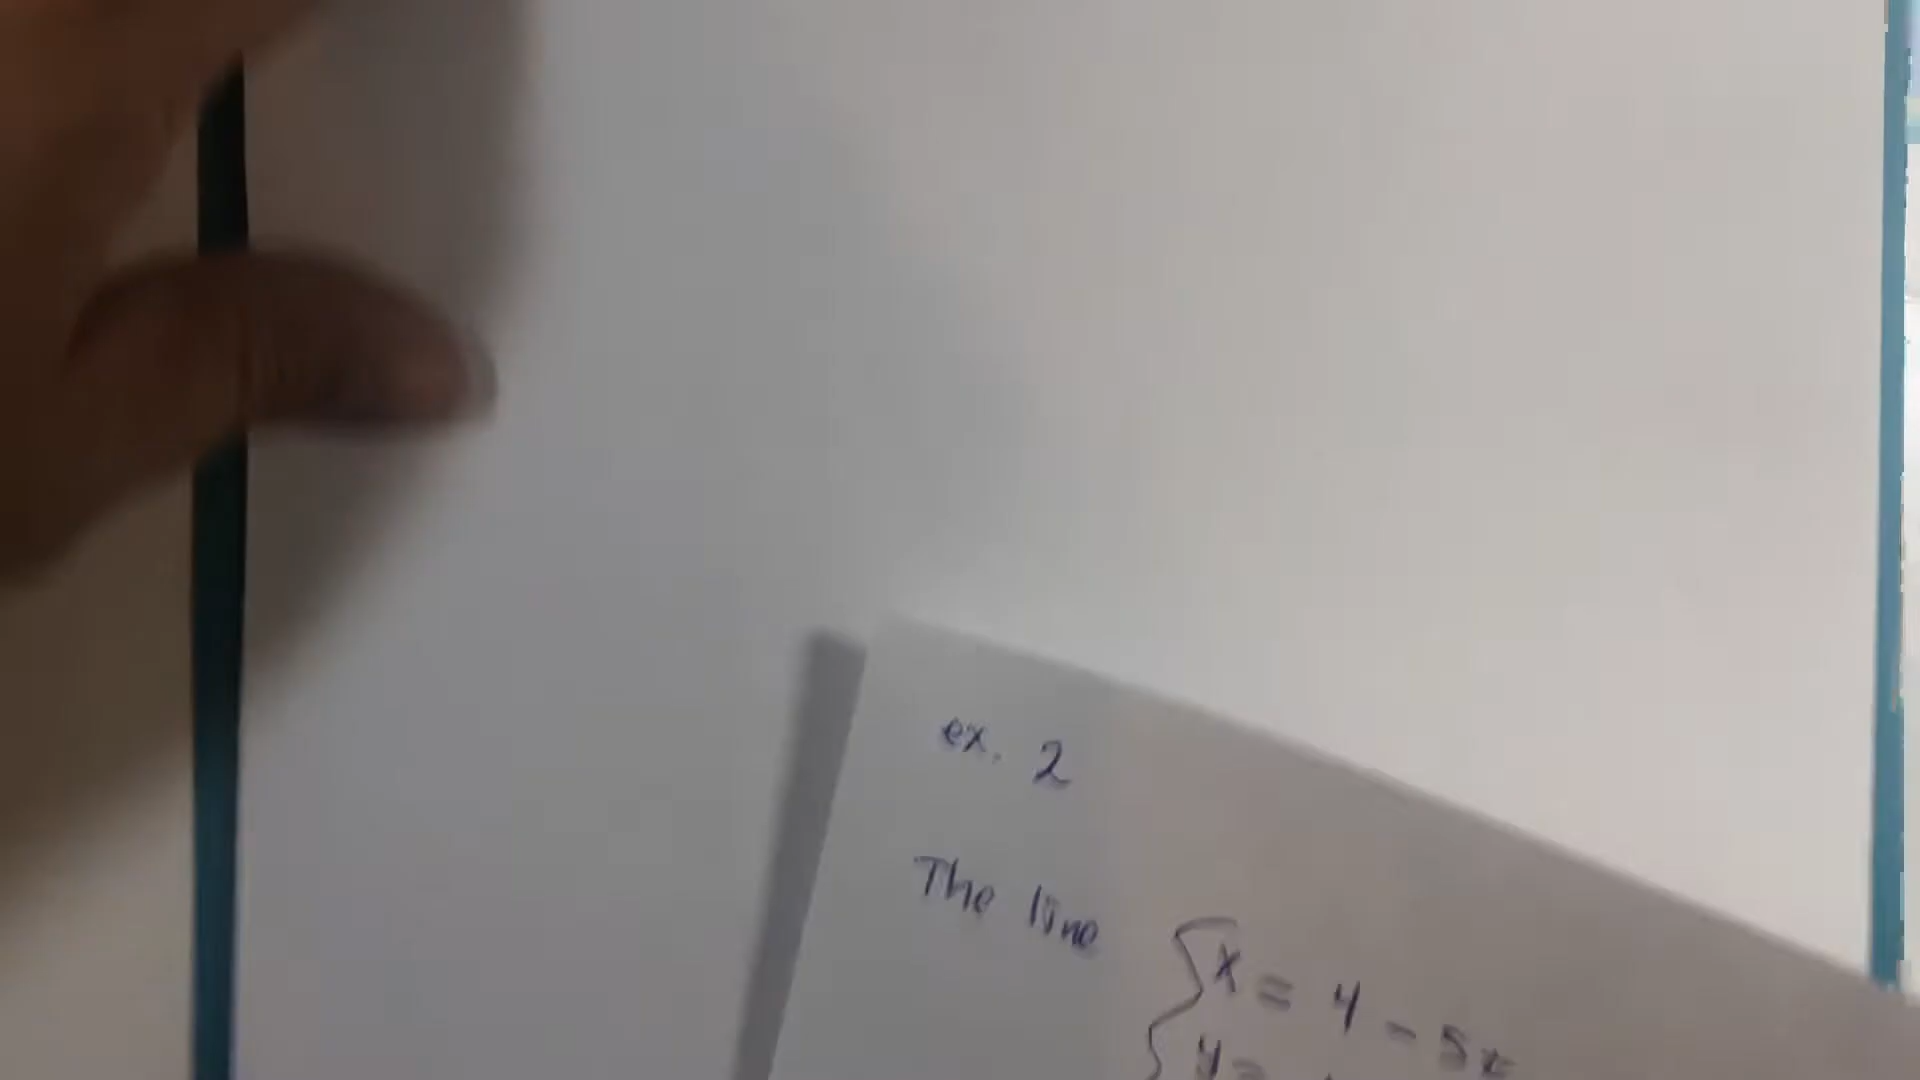 ex. 2
The line { x = 4 - 5t
y =